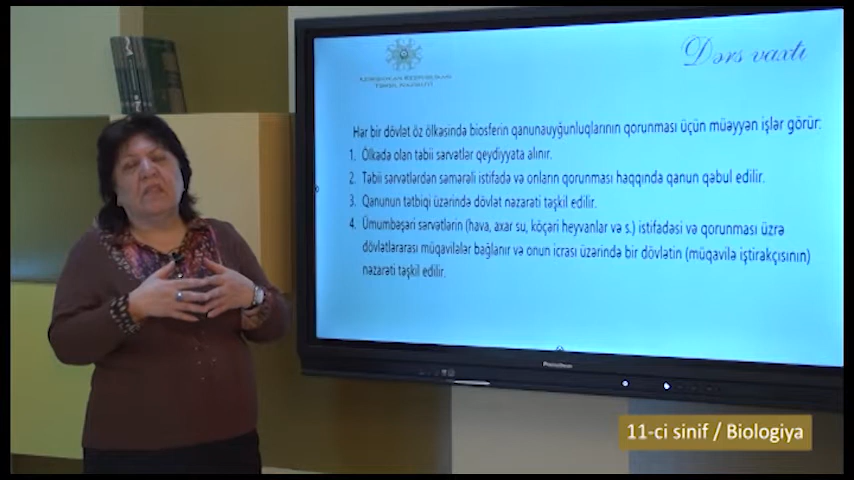 Dərs vaxtı
AZƏRBAYCAN RESPUBLİKASI
TƏHSİL NAZİRLİYİ
Hər bir dövlət öz ölkəsində biosferin qanunauyğunluqlarının qorunması üçün müəyyən işlər görür:
1. Ölkədə olan təbii sərvətlər qeydiyyata alınır.
2. Təbii sərvətlərdən səmərəli istifadə və onların qorunması haqqında qanun qəbul edilir.
3. Qanunun tətbiqi üzərində dövlət nəzarəti təşkil edilir.
4. Ümumbəşəri sərvətlərin (hava, axar su, köçəri heyvanlar və s.) istifadəsi və qorunması üzrə
dövlətlərarası müqavilələr bağlanır və onun icrası üzərində bir dövlətin (müqavilə iştirakçısının)
nəzarəti təşkil edilir.
Promethean
11-ci sinif / Biologiya